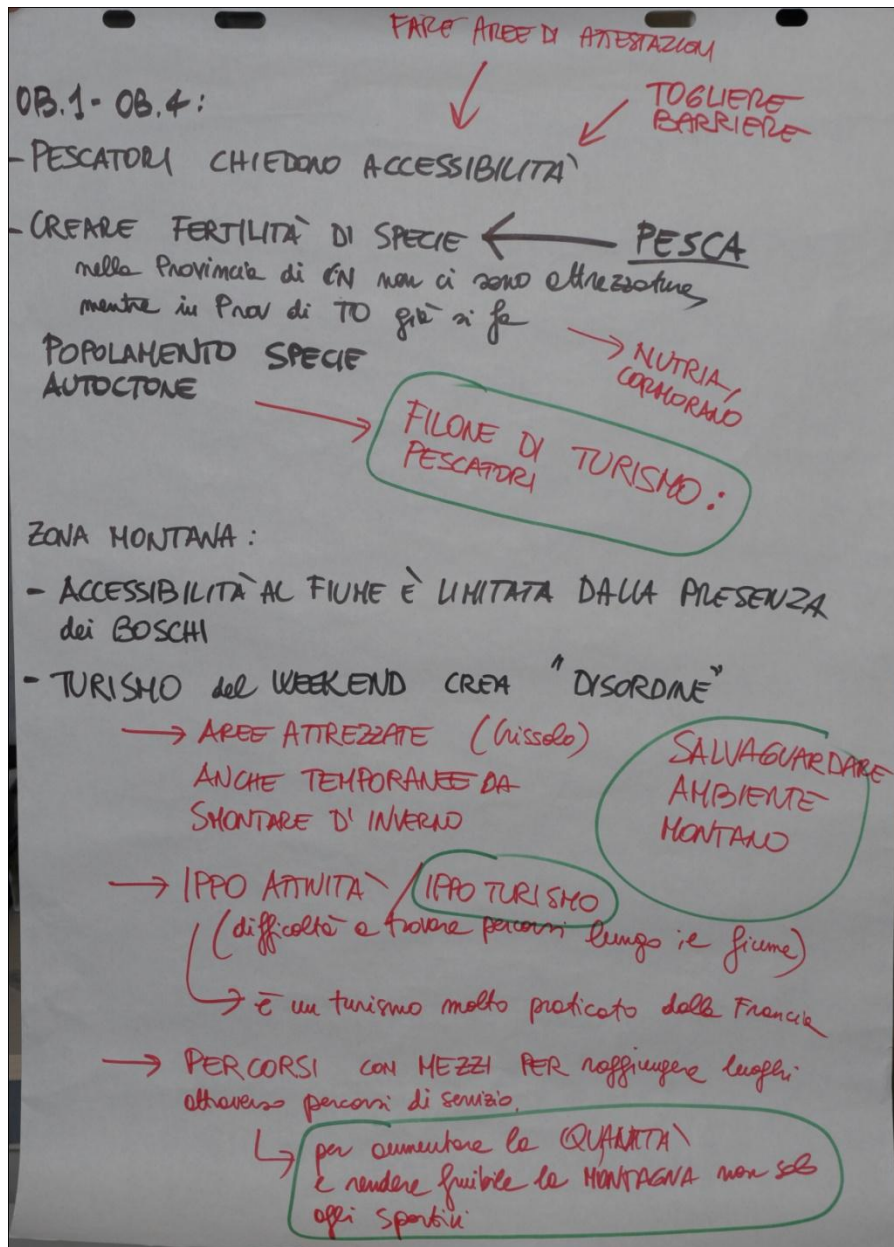 FARE AREE DI ATTESTAZIONI
TOGLIERE
BARRIERE
OB.1- OB.4:
- PESCATORI CHIEDONO ACCESSIBILITÀ
- CREARE FERTILITÀ DI SPECIE
PESCA
nella Provincia di CN non ci sono attrezzature
mentre in Prov di TO già si fa
NUTRIA,
CORMORANO
POPOLAMENTO SPECIE
AUTOCTONE
FILONE DI TURISMO:
PESCATORI
ZONA MONTANA:
- ACCESSIBILITÀ AL FIUME È LIMITATA DALLA PRESENZA
dei BOSCHI
- TURISMO del WEEKEND CREA "DISORDINE"
AREE ATTREZZATE (Crissolo)
ANCHE TEMPORANEE DA
SMONTARE D'INVERNO
SALVAGUARDARE
AMBIENTE
MONTANO
IPPO ATTIVITÀ / IPPO TURISMO
(difficoltà a trovare percorsi lungo il fiume)
è un turismo molto praticato dalla Francia
PERCORSI CON MEZZI PER raggiungere luoghi
attraverso percorsi di servizio.
per aumentare la
e rendere fruibile la MONTAGNA non solo
agli sportivi